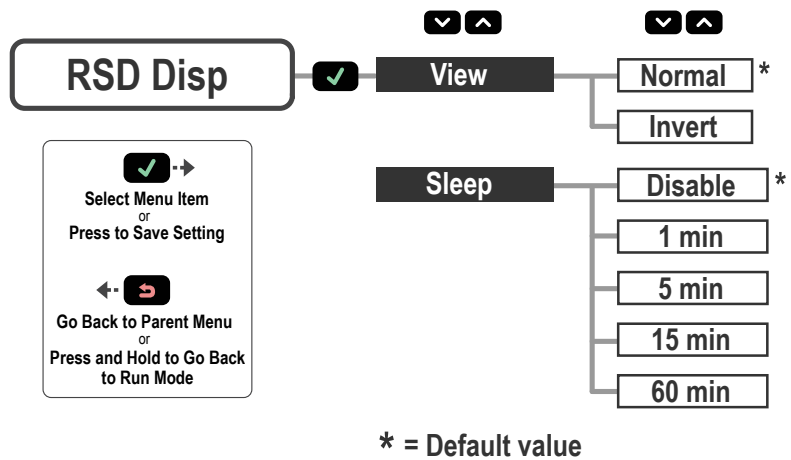 RSD Disp
View
Normal *
Invert
Select Menu Item
or
Press to Save Setting
Go Back to Parent Menu
or
Press and Hold to Go Back
to Run Mode
Sleep
Disable *
1 min
5 min
15 min
60 min
* = Default value